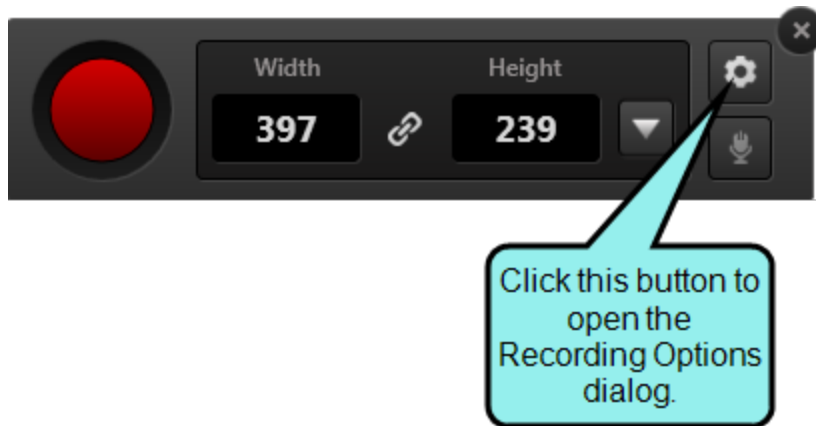 Width Height
397 239
Click this button to
open the
Recording Options
dialog.